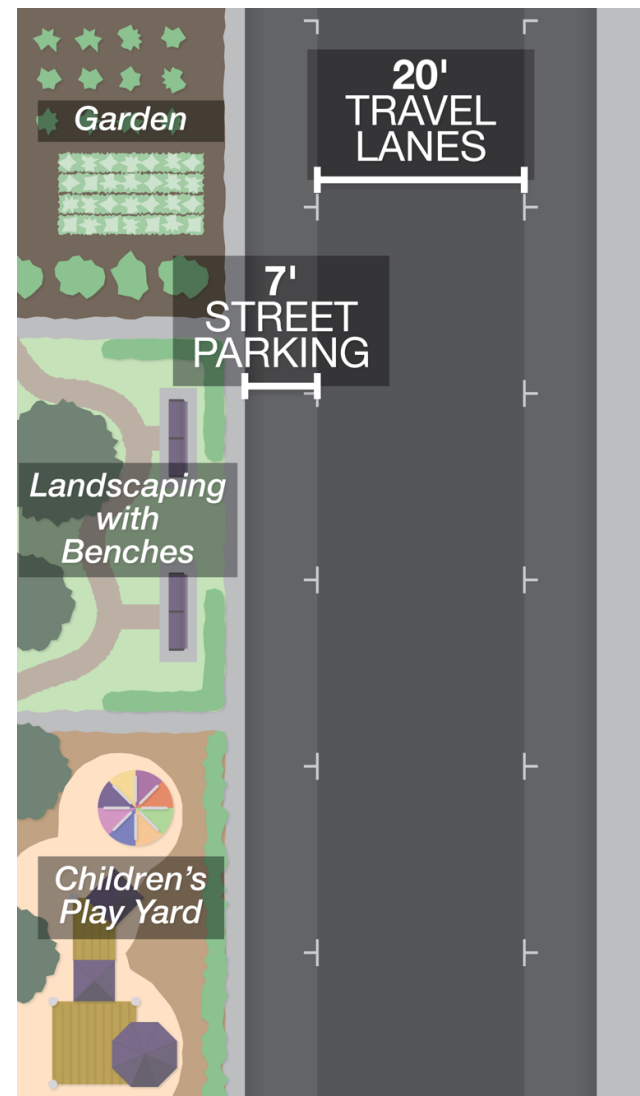 20'
TRAVEL
LANES
Garden
7'
STREET
PARKING
Landscaping
with
Benches
Children's
Play Yard